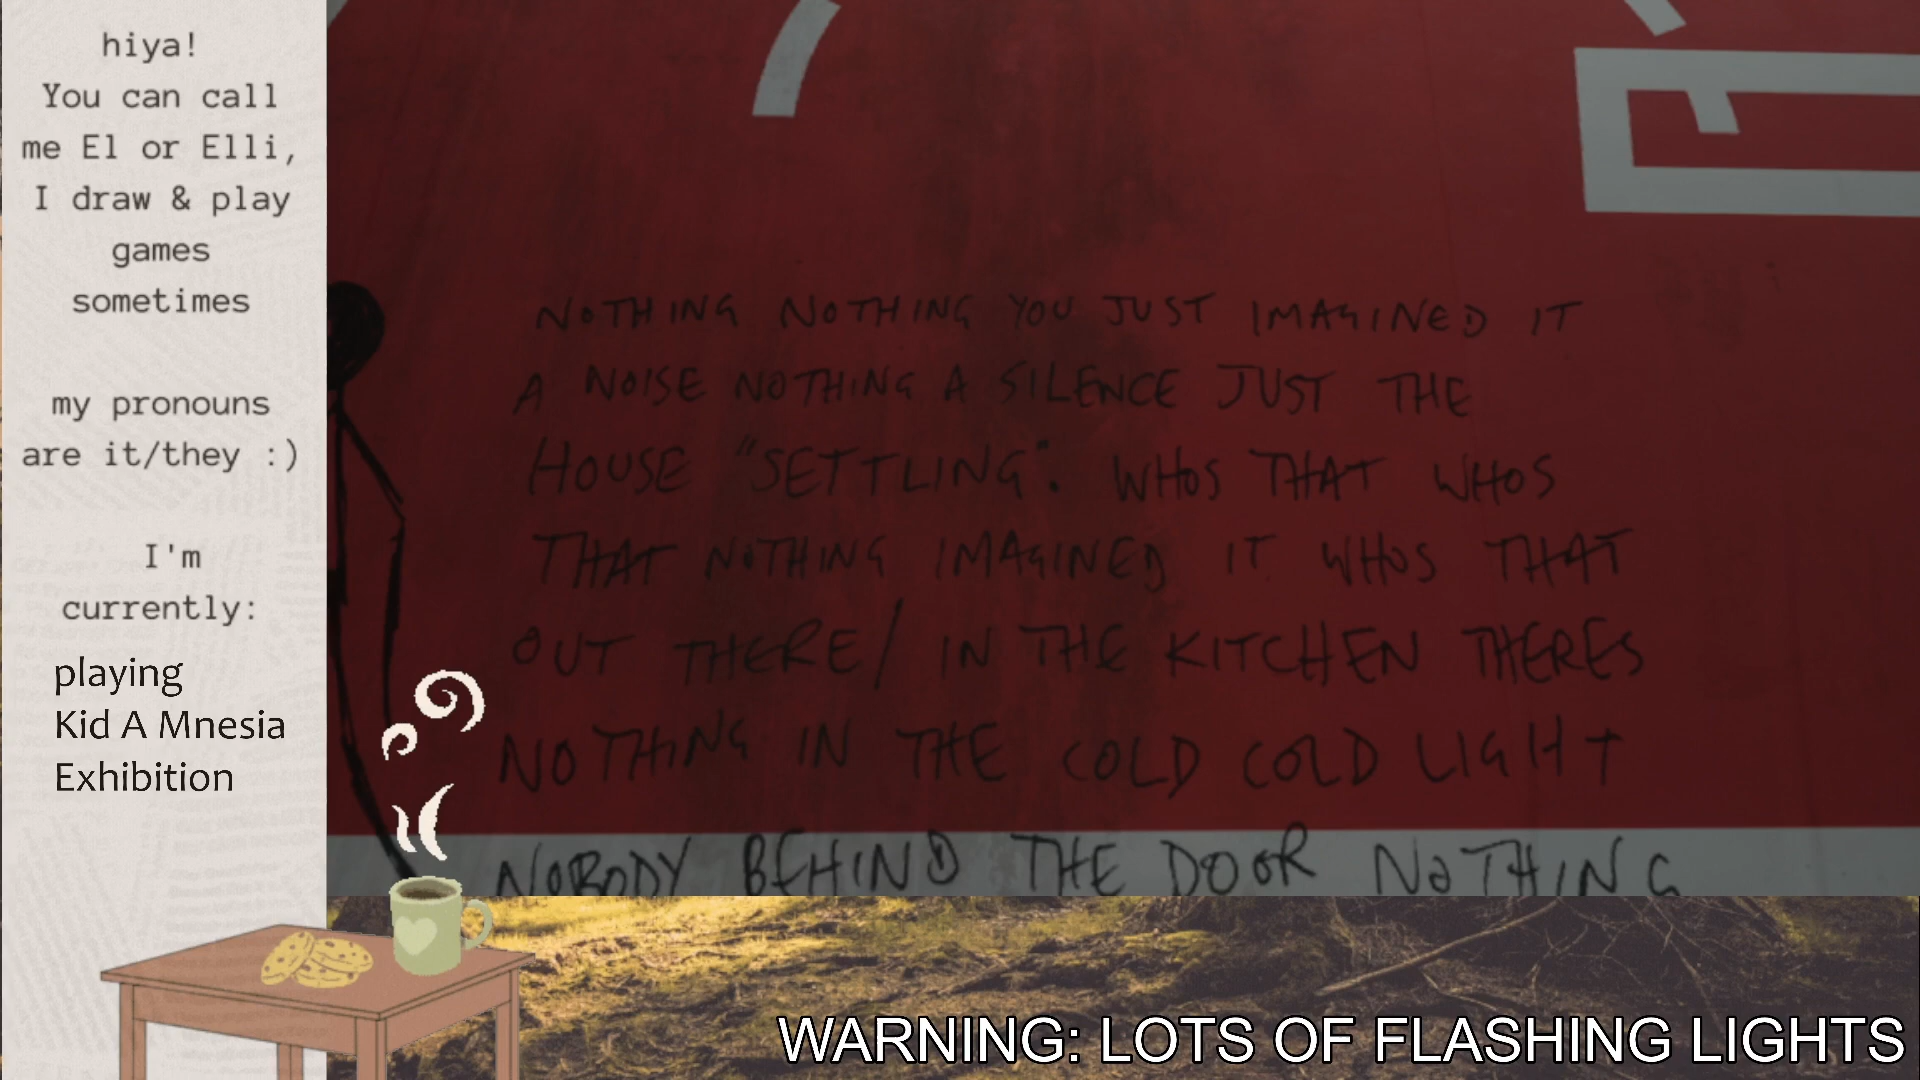 hiya!
You can call
me El or Elli,
I draw & play
games
sometimes
my pronouns
are it/they :)
I'm
currently:
playing
Kid A Mnesia
Exhibition
NOTHING NOTHING YOU JUST IMAGINED IT
A NOISE NOTHING A SILENCE JUST THE
HOUSE "SETTLING". WHOS THAT WHOS
THAT NOTHING IMAGINED IT WHOS THAT
OUT THERE/ IN THE KITCHEN THERES
NOTHING IN THE COLD COLD LIGHT
NOBODY BEHIND THE DOOR NOTHING
WARNING: LOTS OF FLASHING LIGHTS